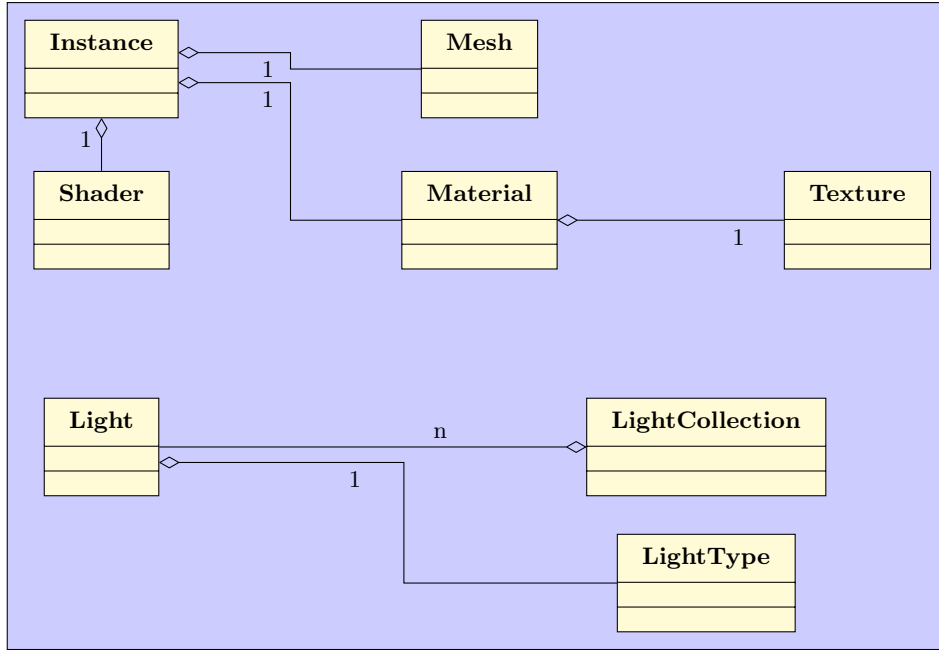 Instance
Mesh
1
1
1
Shader
Material
Texture
1
Light
LightCollection
n
1
LightType